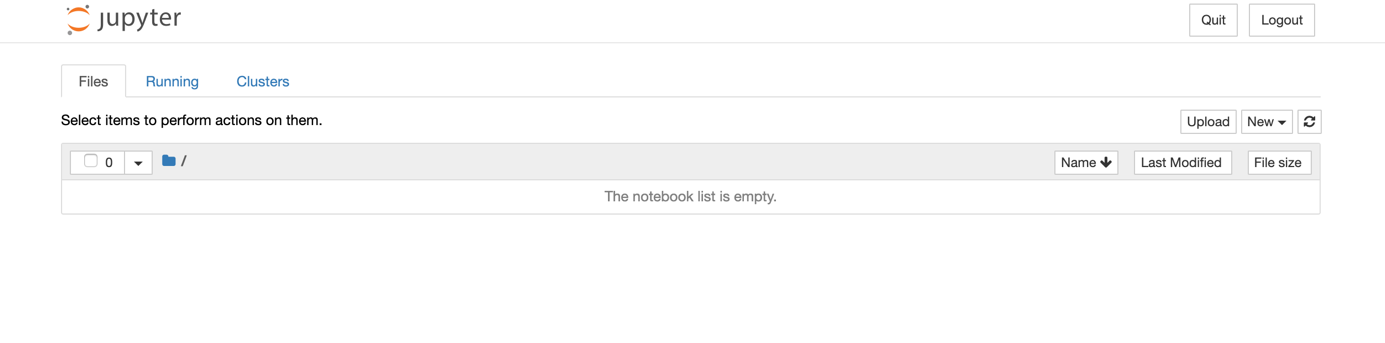 jupyter Quit Logout
Files Running Clusters
Select items to perform actions on them. Upload New
0 / Name Last Modified File size
The notebook list is empty.